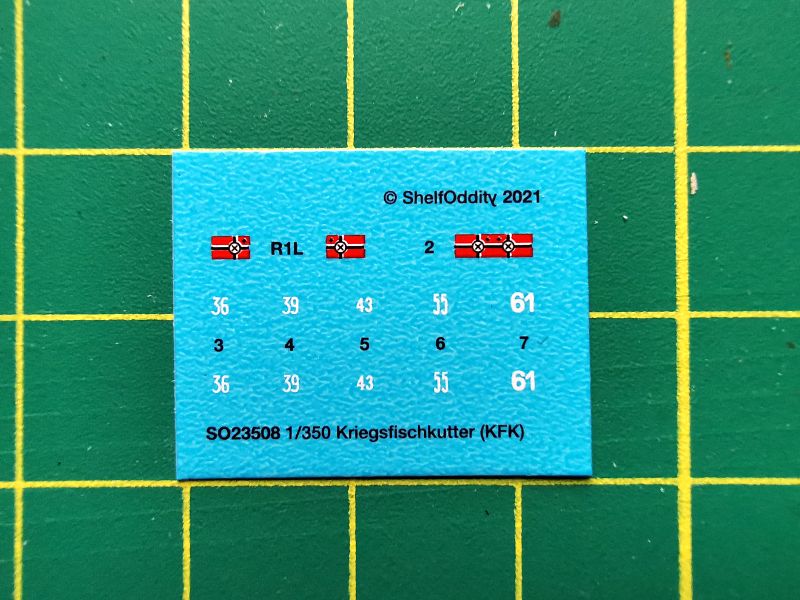 © ShelfOddity 2021
R1L 2
36 39 43 55 61
3 4 5 6 7
36 39 43 55 61
SO23508 1/350 Kriegsfischkutter (KFK)